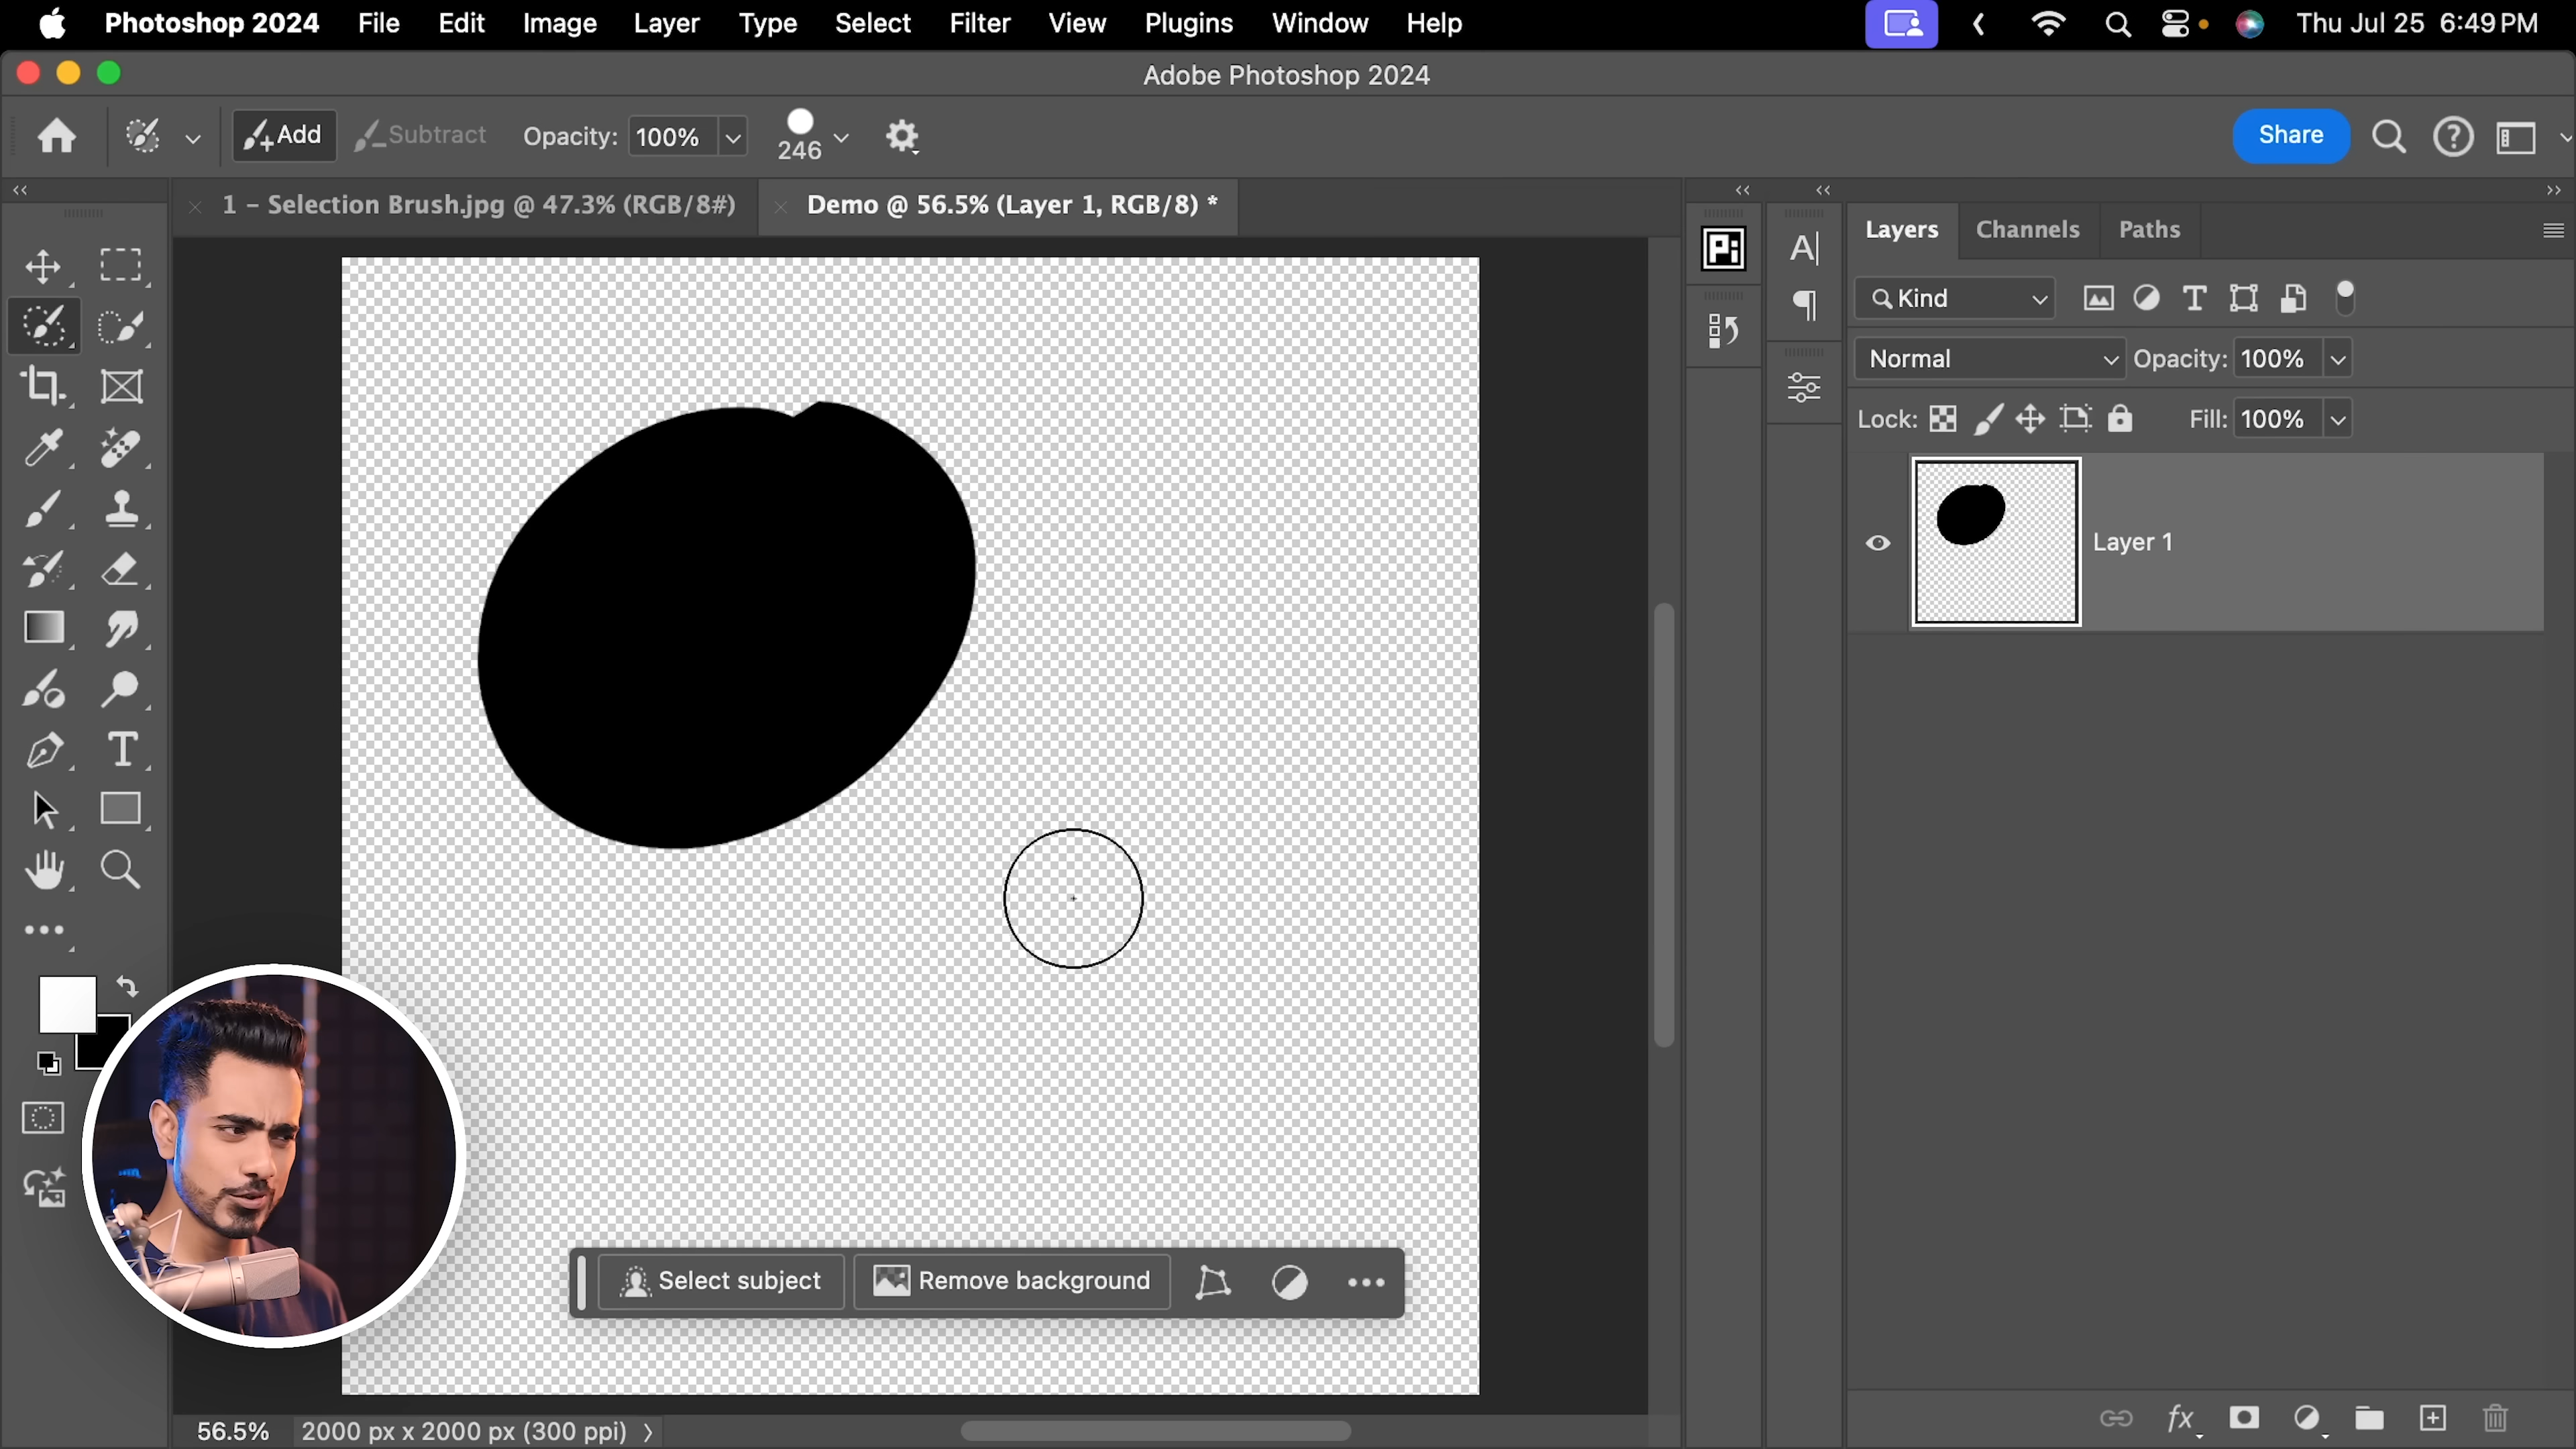 Photoshop 2024 File Edit Image Layer Type Select Filter View Plugins Window Help Thu Jul 25 6:49 PM
Adobe Photoshop 2024
Add Subtract Opacity: 100% 246 Share
1 – Selection Brush.jpg @ 47.3% (RGB/8#) Demo @ 56.5% (Layer 1, RGB/8) *
Layers Channels Paths
Kind
Normal Opacity: 100%
Lock: Fill: 100%
Layer 1
Select subject Remove background
56.5% 2000 px x 2000 px (300 ppi)